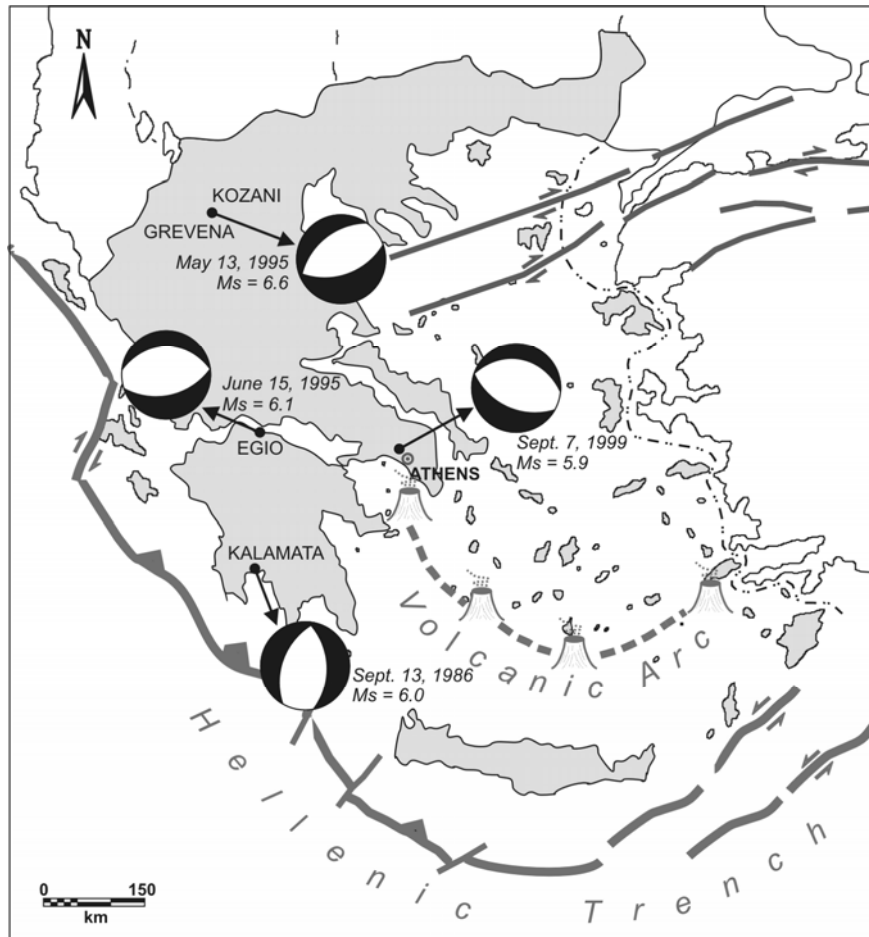 N
KOZANI
GREVENA
May 13, 1995
Ms = 6.6
June 15, 1995
Ms = 6.1
EGIO
Sept. 7, 1999
Ms = 5.9
ATHENS
KALAMATA
Sept. 13, 1986
Ms = 6.0
Volcanic Arc
Hellenic Trench
0 150
km